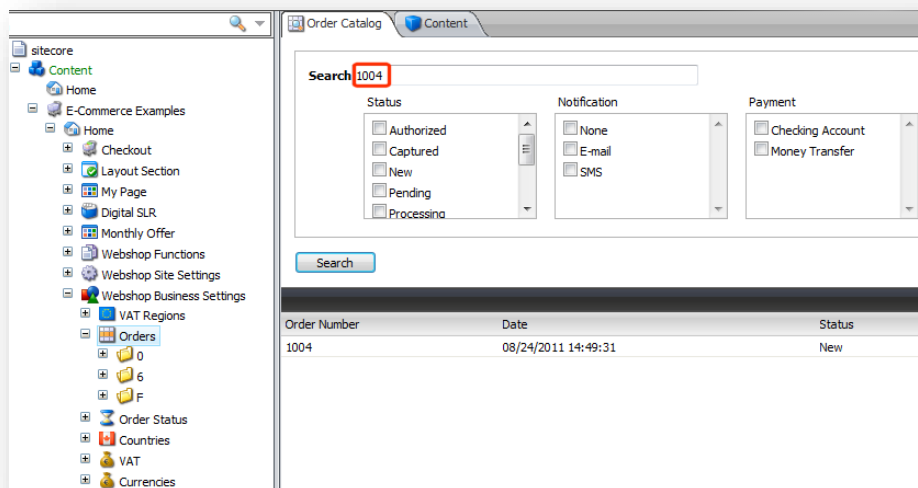 Order Catalog
Content
sitecore
Content
Home
E-Commerce Examples
Home
Checkout
Layout Section
My Page
Digital SLR
Monthly Offer
Webshop Functions
Webshop Site Settings
Webshop Business Settings
VAT Regions
Orders
0
6
F
Order Status
Countries
VAT
Currencies
Search 1004
Status
Authorized
Captured
New
Pending
Processing
Notification
None
E-mail
SMS
Payment
Checking Account
Money Transfer
Search
Order Number Date Status
1004 08/24/2011 14:49:31 New